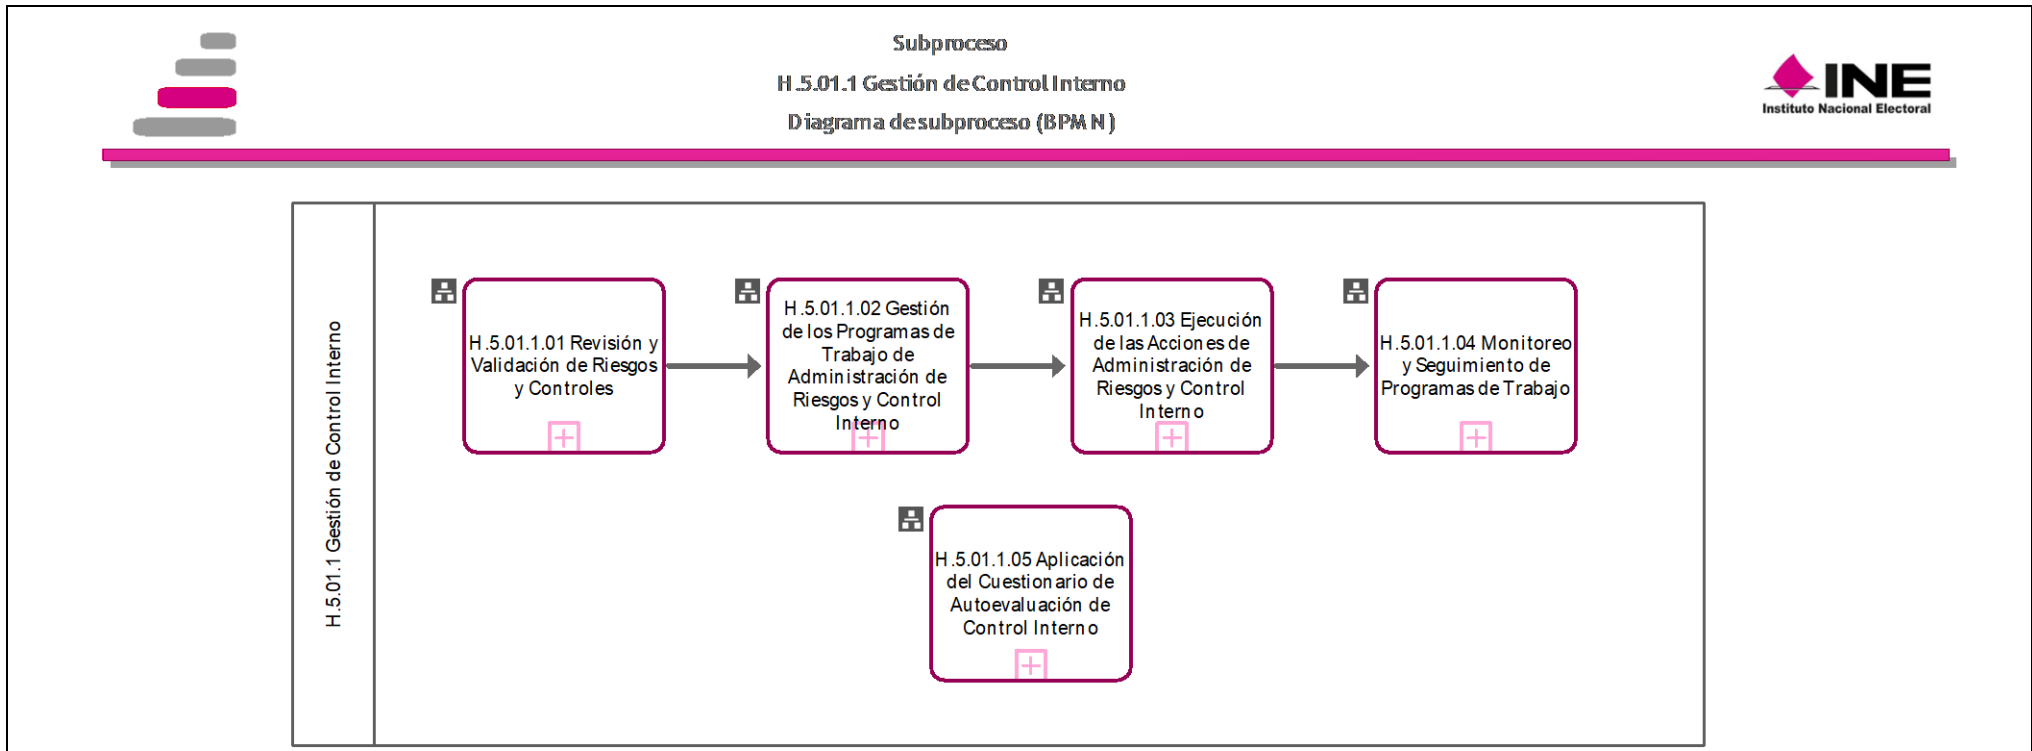 Subproceso
H.5.01.1 Gestión de Control Interno
Diagrama de subproceso (BPMN)
INE
Instituto Nacional Electoral
H.5.01.1 Gestión de Control Interno
H.5.01.1.01 Revisión y
Validación de Riesgos
y Controles
H.5.01.1.02 Gestión
de los Programas de
Trabajo de
Administración de
Riesgos y Control
Interno
H.5.01.1.03 Ejecución
de las Acciones de
Administración de
Riesgos y Control
Interno
H.5.01.1.04 Monitoreo
y Seguimiento de
Programas de Trabajo
H.5.01.1.05 Aplicación
del Cuestionario de
Autoevaluación de
Control Interno